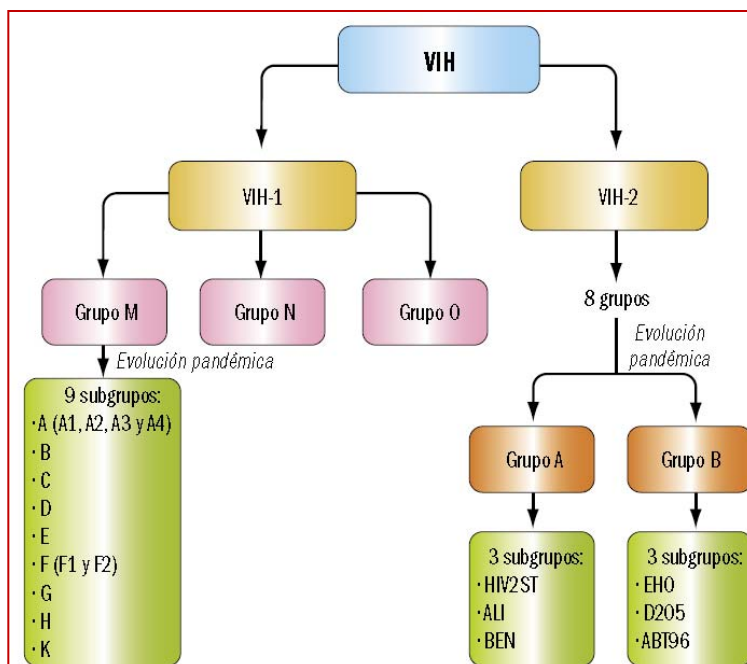 VIH
VIH-1
VIH-2
Grupo M
Grupo N
Grupo O
8 grupos
Evolución pandémica
Evolución
pandémica
9 subgrupos:
· A (A1, A2, A3 y A4)
· B
· C
· D
· E
· F (F1 y F2)
· G
· H
· K
Grupo A
Grupo B
3 subgrupos:
· HIV2ST
· ALI
· BEN
3 subgrupos:
· EHO
· D205
· ABT96